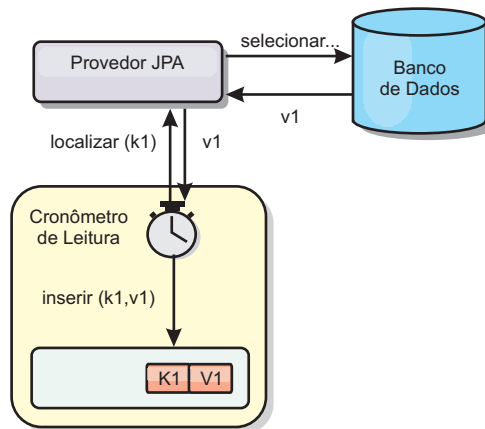 selecionar...
Provedor JPA
Banco
de Dados
v1
localizar (k1)
v1
Cronômetro
de Leitura
inserir (k1,v1)
K1
V1